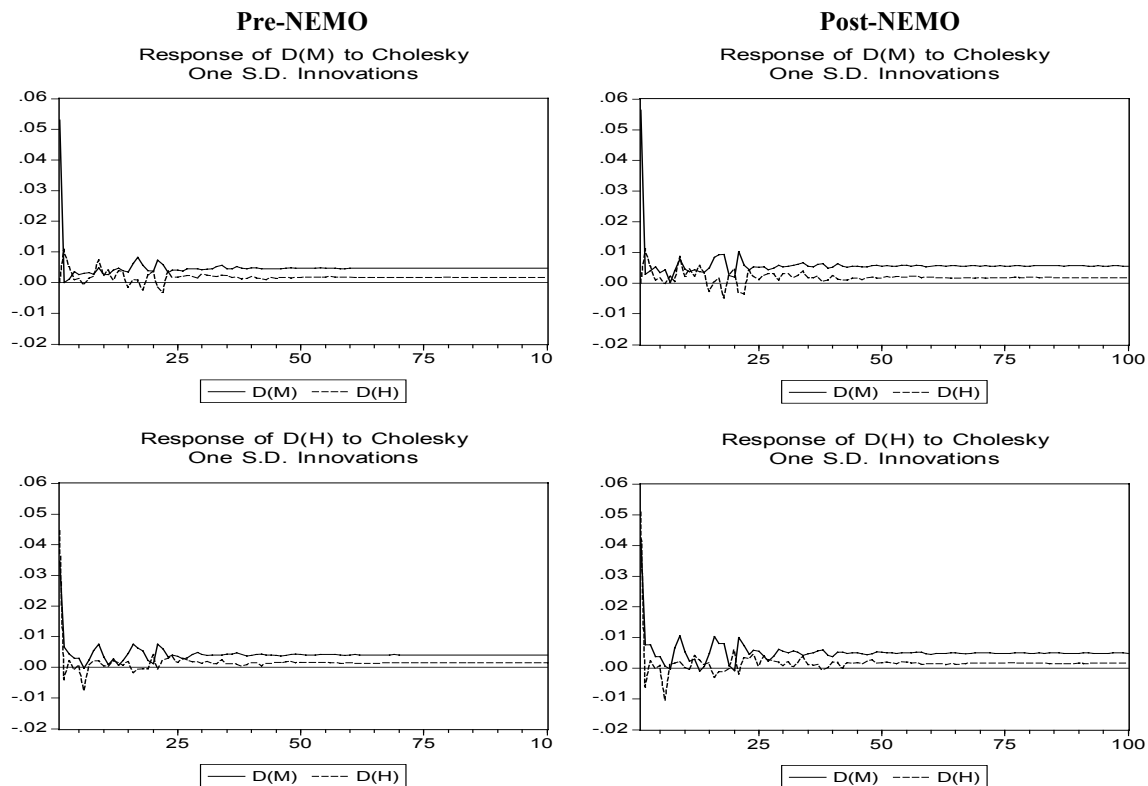 Pre-NEMO
Post-NEMO
Response of D(M) to Cholesky
One S.D. Innovations
.06
.05
.04
.03
.02
.01
.00
-.01
-.02
25
50
75
10
D(M)
D(H)
Response of D(M) to Cholesky
One S.D. Innovations
.06
.05
.04
.03
.02
.01
.00
-.01
-.02
25
50
75
100
D(M)
D(H)
Response of D(H) to Cholesky
One S.D. Innovations
.06
.05
.04
.03
.02
.01
.00
-.01
-.02
25
50
75
10
D(M)
D(H)
Response of D(H) to Cholesky
One S.D. Innovations
.06
.05
.04
.03
.02
.01
.00
-.01
-.02
25
50
75
100
D(M)
D(H)